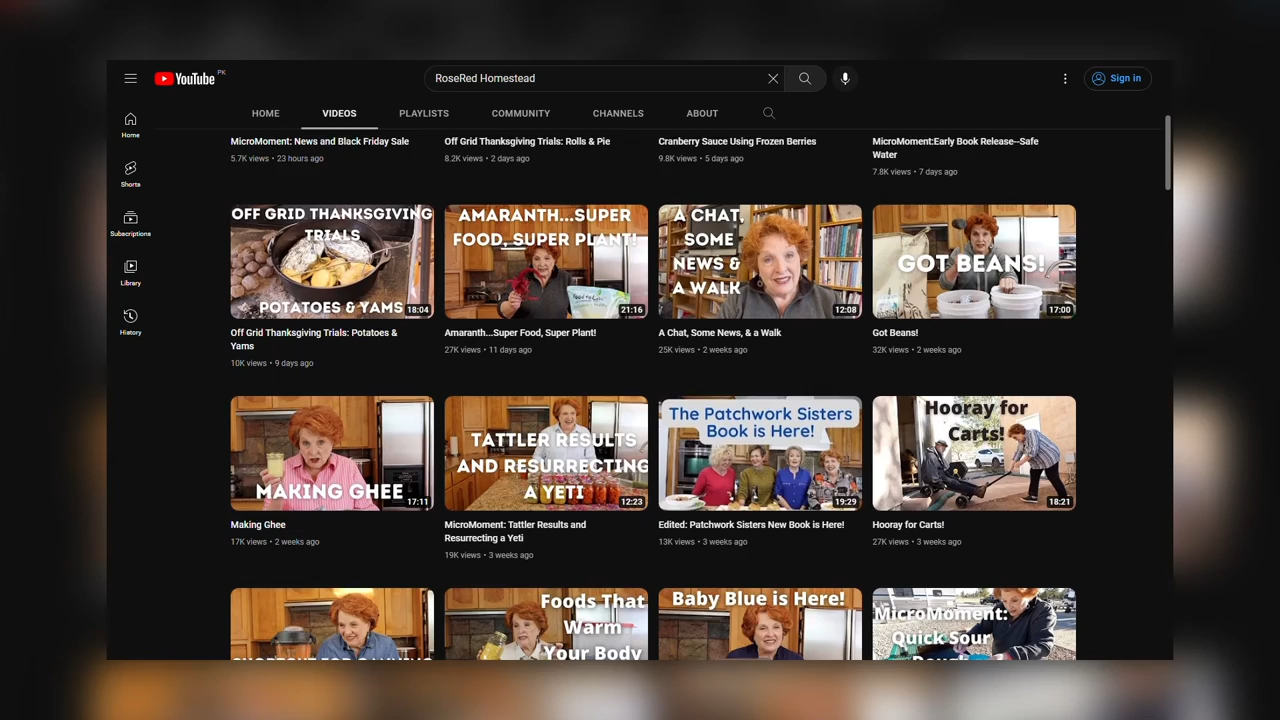 YouTube PK
RoseRed Homestead
Sign in
HOME VIDEOS PLAYLISTS COMMUNITY CHANNELS ABOUT
Home
Shorts
Subscriptions
Library
History
MicroMoment: News and Black Friday Sale
5.7K views • 23 hours ago
Off Grid Thanksgiving Trials: Rolls & Pie
8.2K views • 2 days ago
Cranberry Sauce Using Frozen Berries
9.8K views • 5 days ago
MicroMoment:Early Book Release--Safe
Water
7.8K views • 7 days ago
OFF GRID THANKSGIVING
TRIALS
POTATOES & YAMS
18:04
Off Grid Thanksgiving Trials: Potatoes &
Yams
10K views • 9 days ago
AMARANTH...SUPER
FOOD, SUPER PLANT!
21:16
Amaranth...Super Food, Super Plant!
27K views • 11 days ago
A CHAT,
SOME
NEWS &
A WALK
12:08
A Chat, Some News, & a Walk
25K views • 2 weeks ago
GOT BEANS!
17:00
Got Beans!
32K views • 2 weeks ago
MAKING GHEE
17:11
Making Ghee
17K views • 2 weeks ago
TATTLER RESULTS
AND RESURRECTING
A YETI
12:23
MicroMoment: Tattler Results and
Resurrecting a Yeti
19K views • 3 weeks ago
The Patchwork Sisters
Book is Here!
19:29
Edited: Patchwork Sisters New Book is Here!
13K views • 3 weeks ago
Hooray for
Carts!
18:21
Hooray for Carts!
27K views • 3 weeks ago
Foods That
Warm
Your Body
Baby Blue is Here!
MicroMoment:
Quick Sour